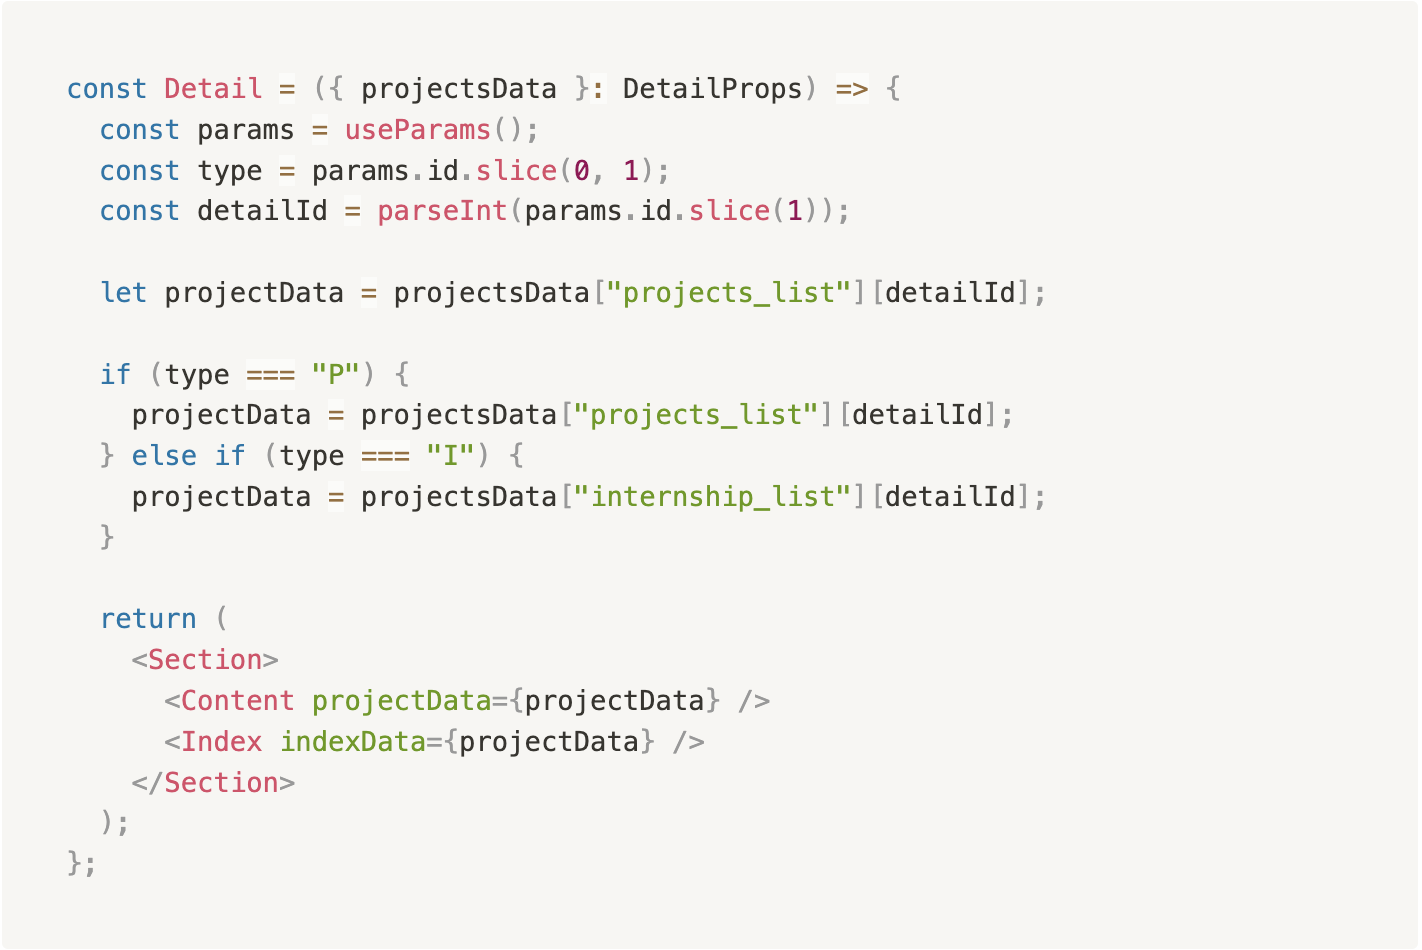 const Detail = ({ projectsData }: DetailProps) => {
  const params = useParams();
  const type = params.id.slice(0, 1);
  const detailId = parseInt(params.id.slice(1));

  let projectData = projectsData["projects_list"][detailId];

  if (type === "P") {
    projectData = projectsData["projects_list"][detailId];
  } else if (type === "I") {
    projectData = projectsData["internship_list"][detailId];
  }

  return (
    <Section>
      <Content projectData={projectData} />
      <Index indexData={projectData} />
    </Section>
  );
};